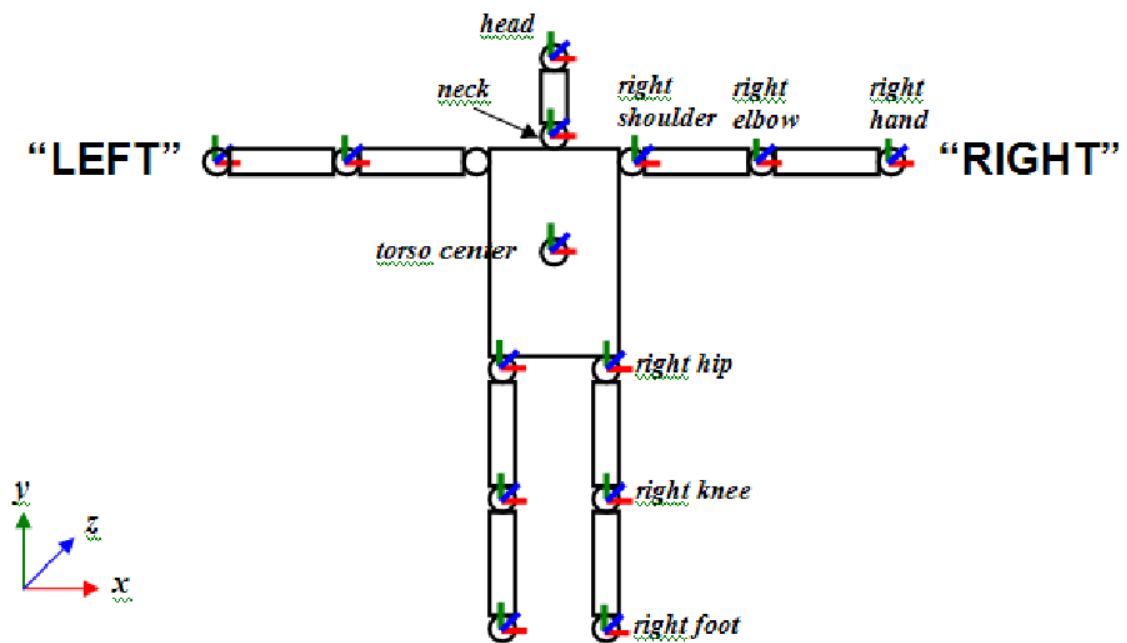 head
neck
right
shoulder
right
elbow
right
hand
“LEFT”
“RIGHT”
torso center
right hip
right knee
right foot
y
z
x